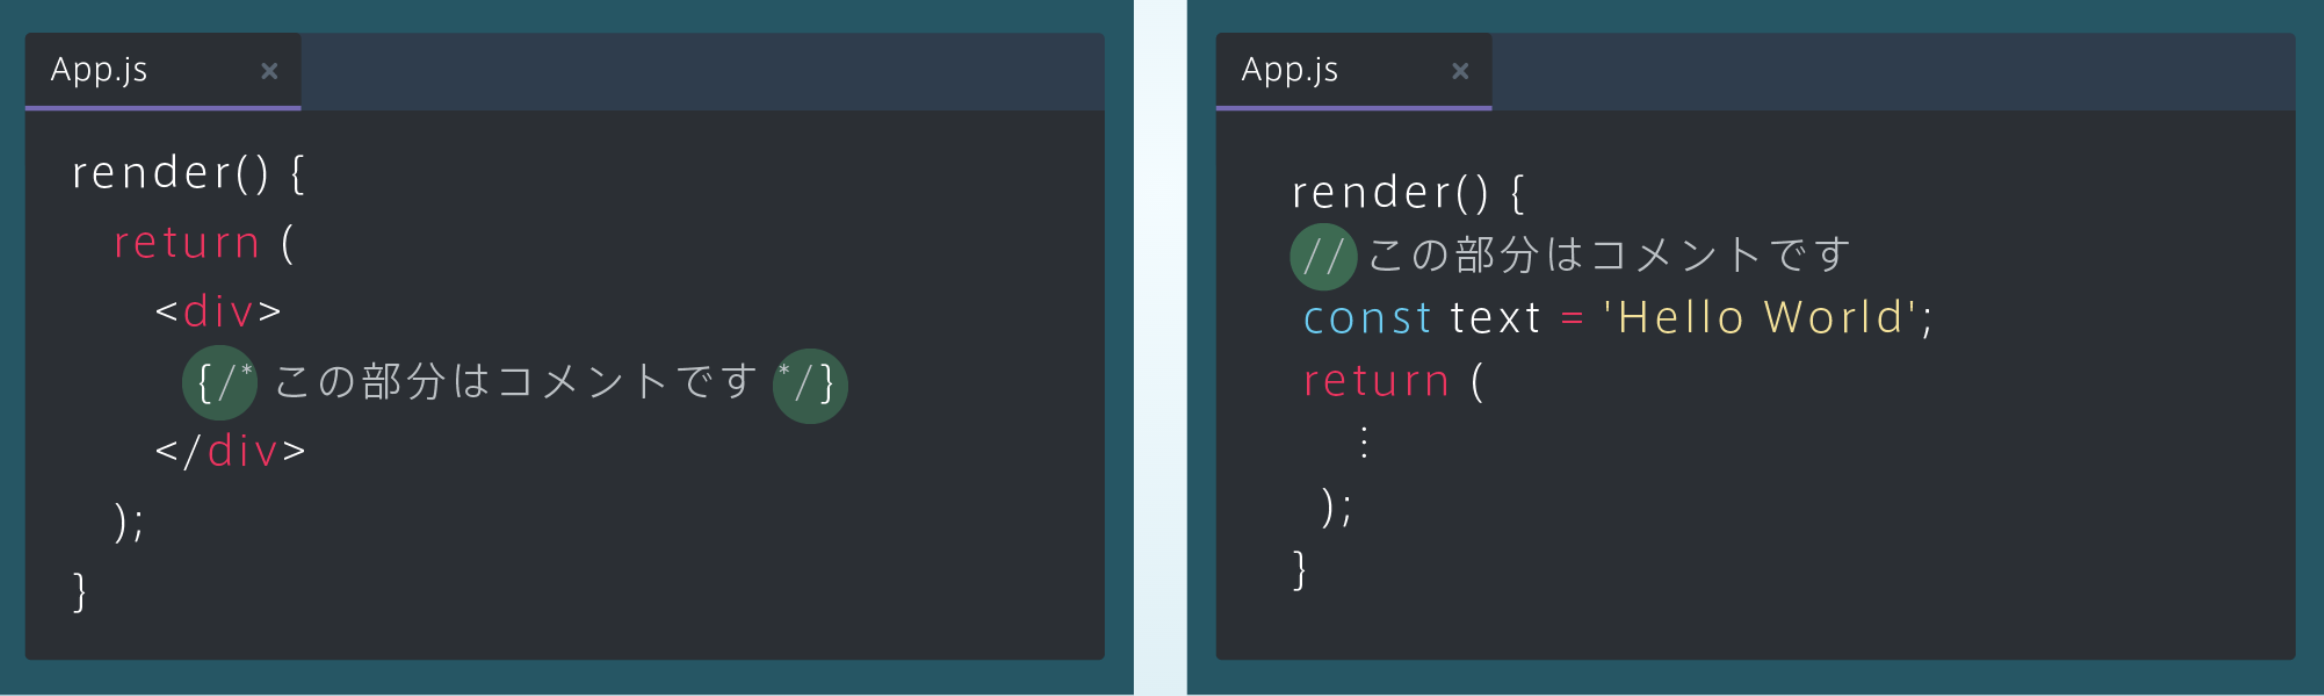 App.js ×
render() {
return (
<div>
{/* この部分はコメントです */}
</div>
);
}
App.js ×
render() {
// この部分はコメントです
const text = 'Hello World';
return (
⋮
);
}